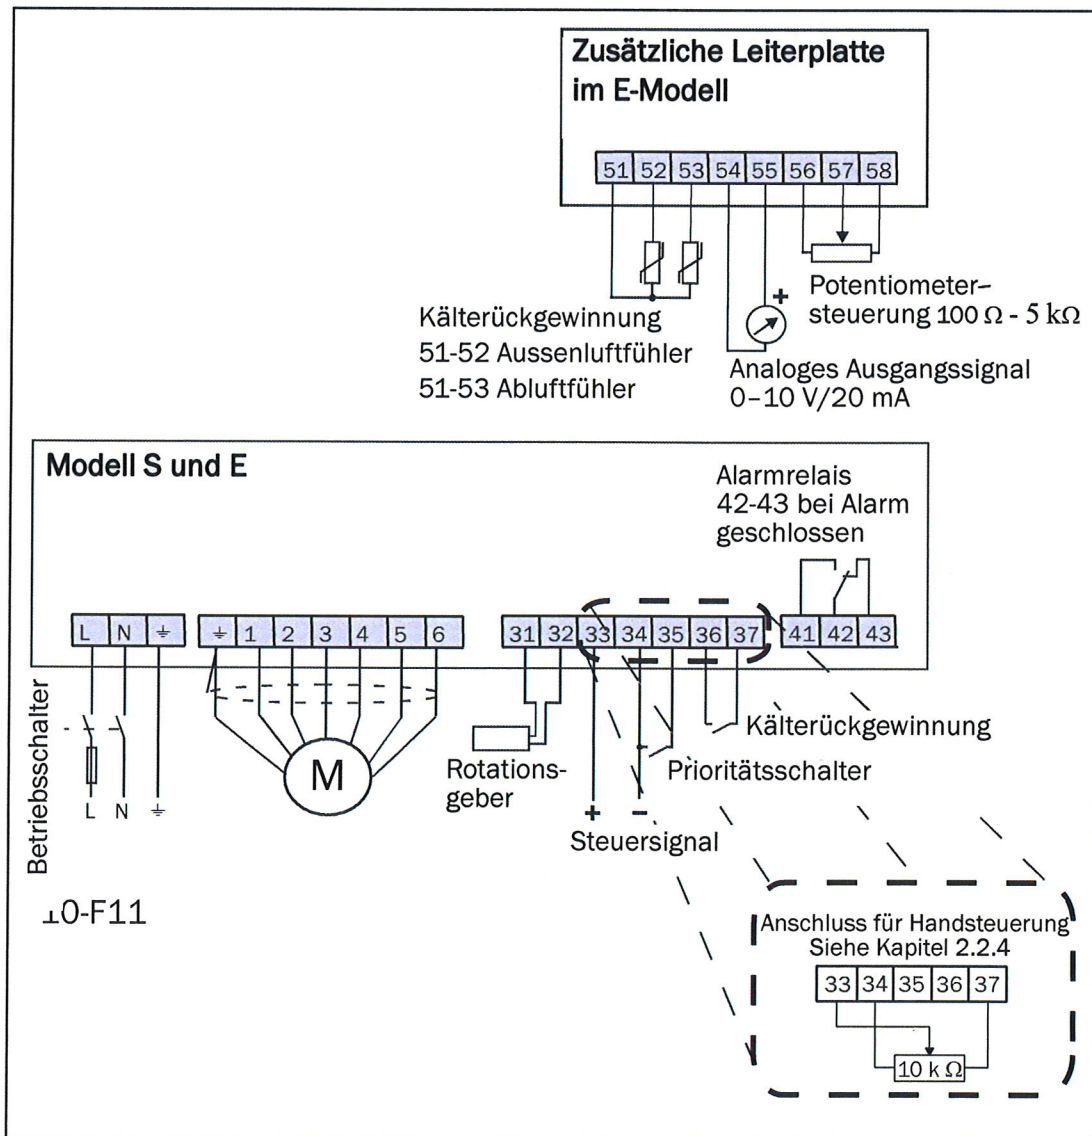 Zusätzliche Leiterplatte
im E-Modell
51 52 53 54 55 56 57 58
Kälterückgewinnung
51-52 Aussenluftfühler
51-53 Abluftfühler
+
Potentiometer–
steuerung 100 Ω - 5 kΩ
Analoges Ausgangssignal
0–10 V/20 mA
Modell S und E
Alarmrelais
42-43 bei Alarm
geschlossen
L N 1 2 3 4 5 6 31 32 33 34 35 36 37 41 42 43
Betriebsschalter
L N
M
Rotations-
geber
Kälterückgewinnung
Prioritätsschalter
+ –
Steuersignal
10-F11
Anschluss für Handsteuerung
Siehe Kapitel 2.2.4
33 34 35 36 37
10 k Ω